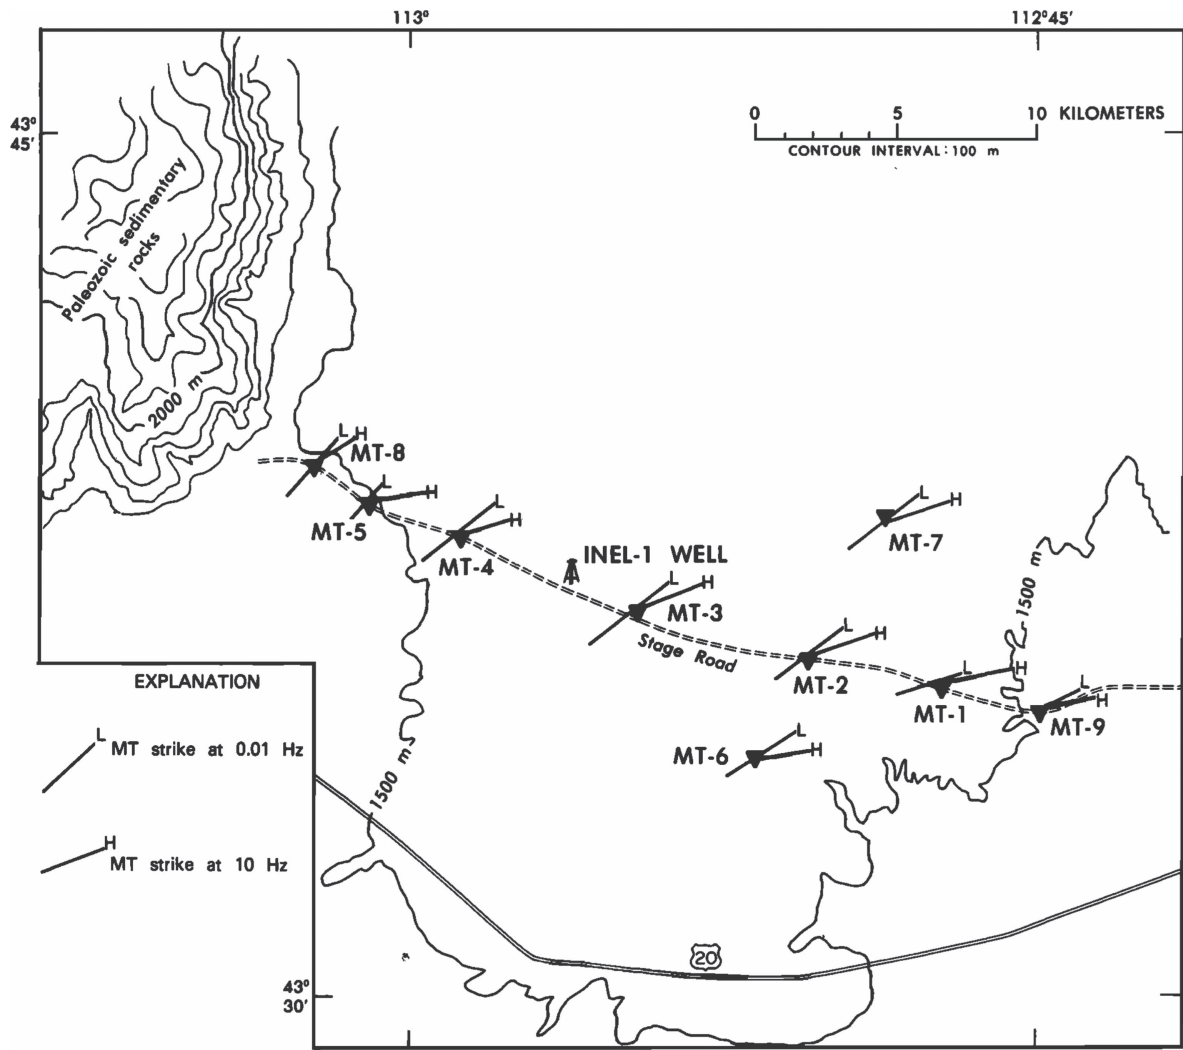 113°
112°45'
43°
45'
0 5 10 KILOMETERS
CONTOUR INTERVAL: 100 m
Paleozoic sedimentary
rocks
2000 m
L H
MT-8
L
H
MT-5
L
H
MT-4
INEL-1 WELL
L
H
MT-3
L
H
MT-7
1500 m
Stage Road
L
H
MT-2
L
H
MT-1
L
H
MT-9
L
H
MT-6
1500 m
EXPLANATION
L
MT strike at 0.01 Hz
H
MT strike at 10 Hz
20
43°
30'